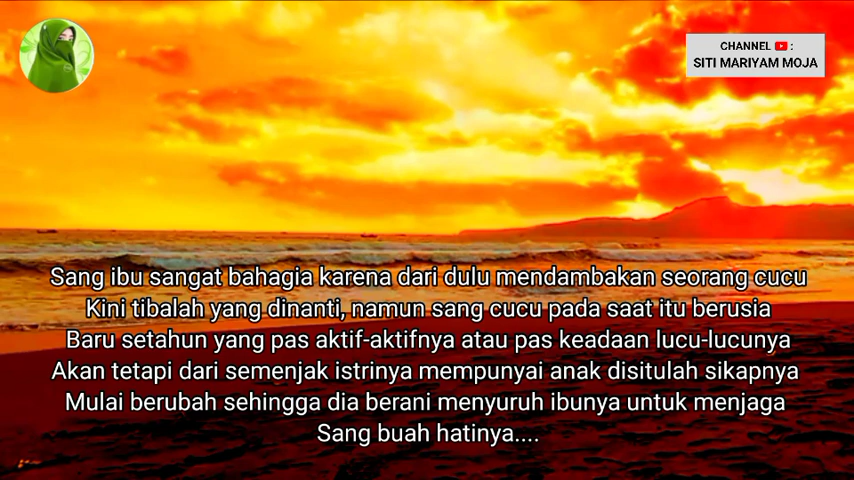 CHANNEL :
SITI MARIYAM MOJA
Sang ibu sangat bahagia karena dari dulu mendambakan seorang cucu
Kini tibalah yang dinanti, namun sang cucu pada saat itu berusia
Baru setahun yang pas aktif-aktifnya atau pas keadaan lucu-lucunya
Akan tetapi dari semenjak istrinya mempunyai anak disitulah sikapnya
Mulai berubah sehingga dia berani menyuruh ibunya untuk menjaga
Sang buah hatinya....